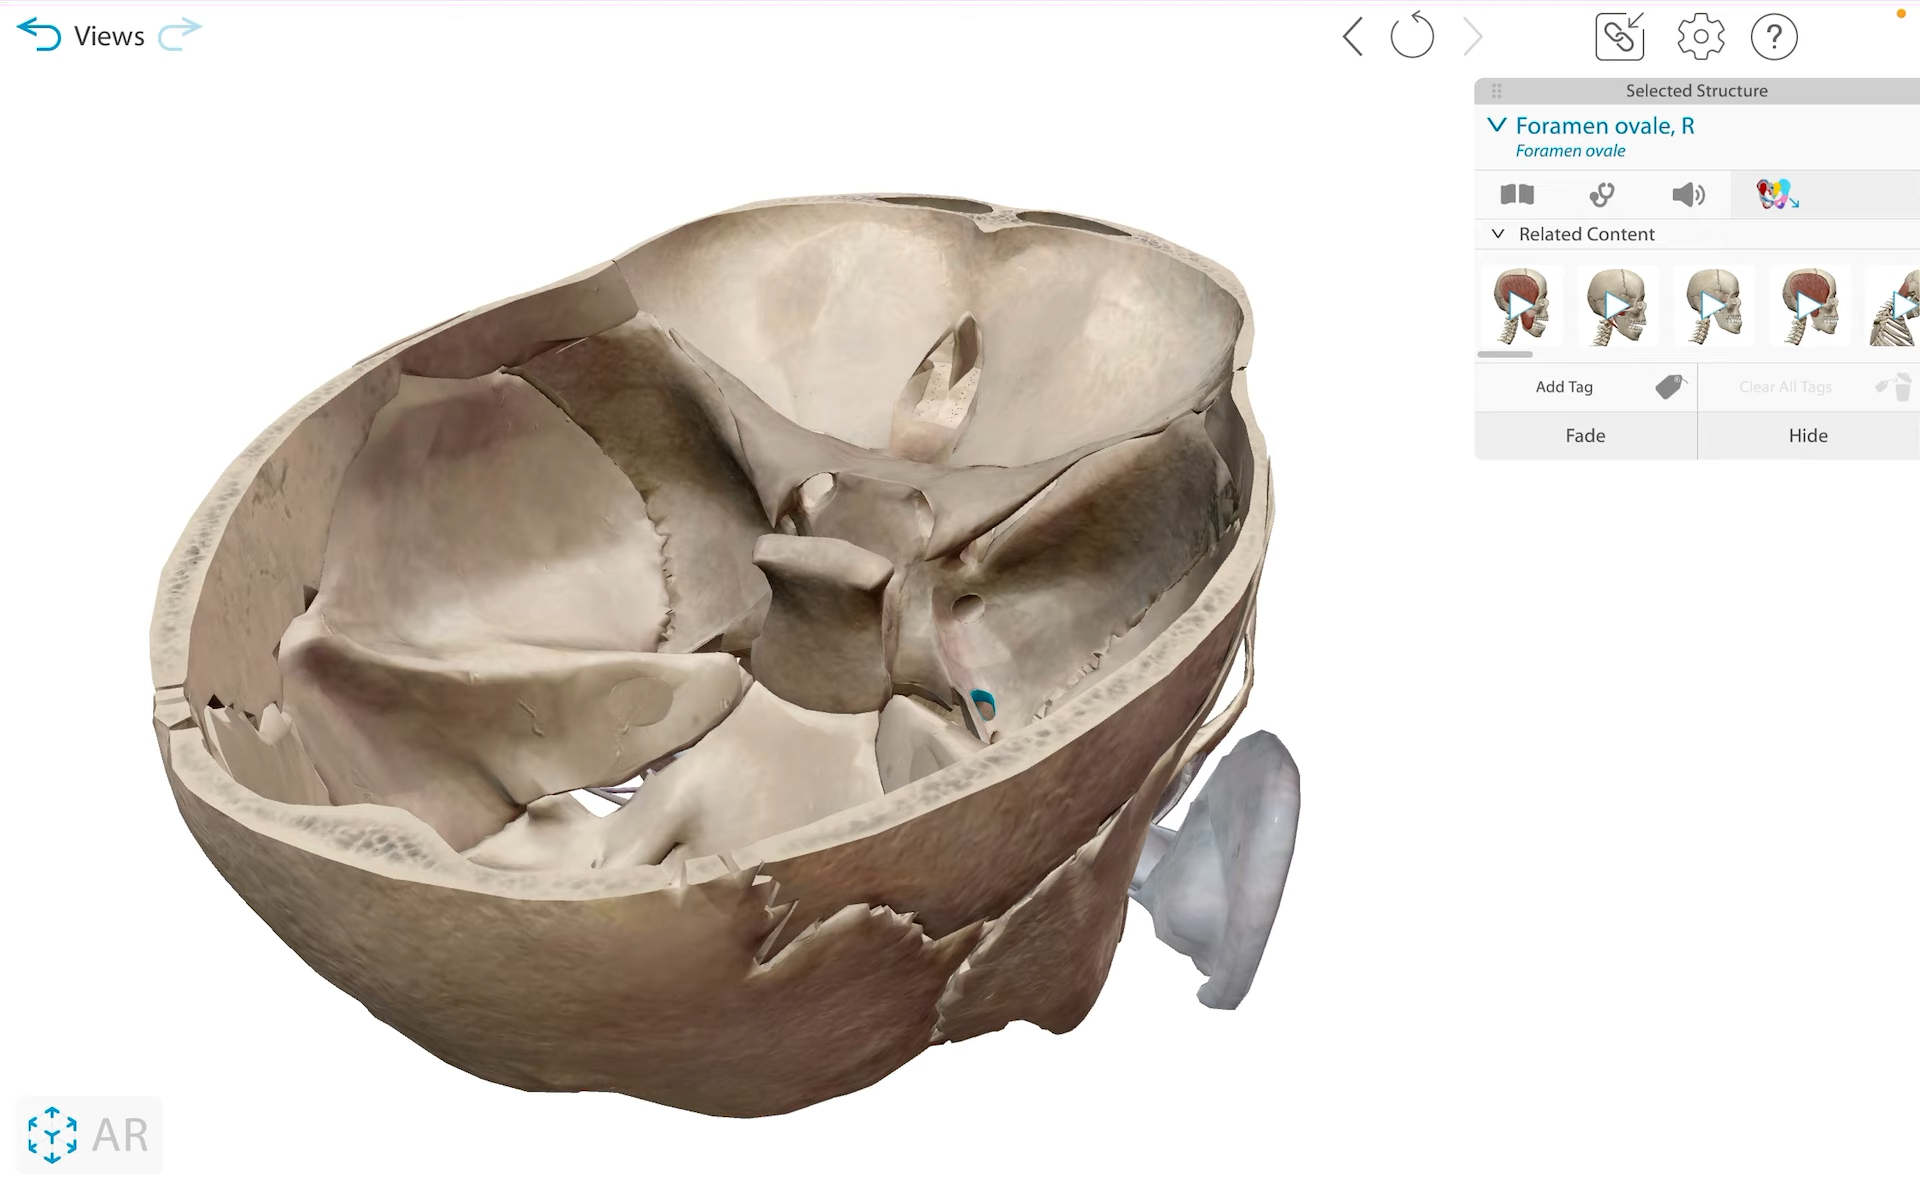 Views
?
Selected Structure
Foramen ovale, R
Foramen ovale
Related Content
Add Tag
Clear All Tags
Fade
Hide
AR